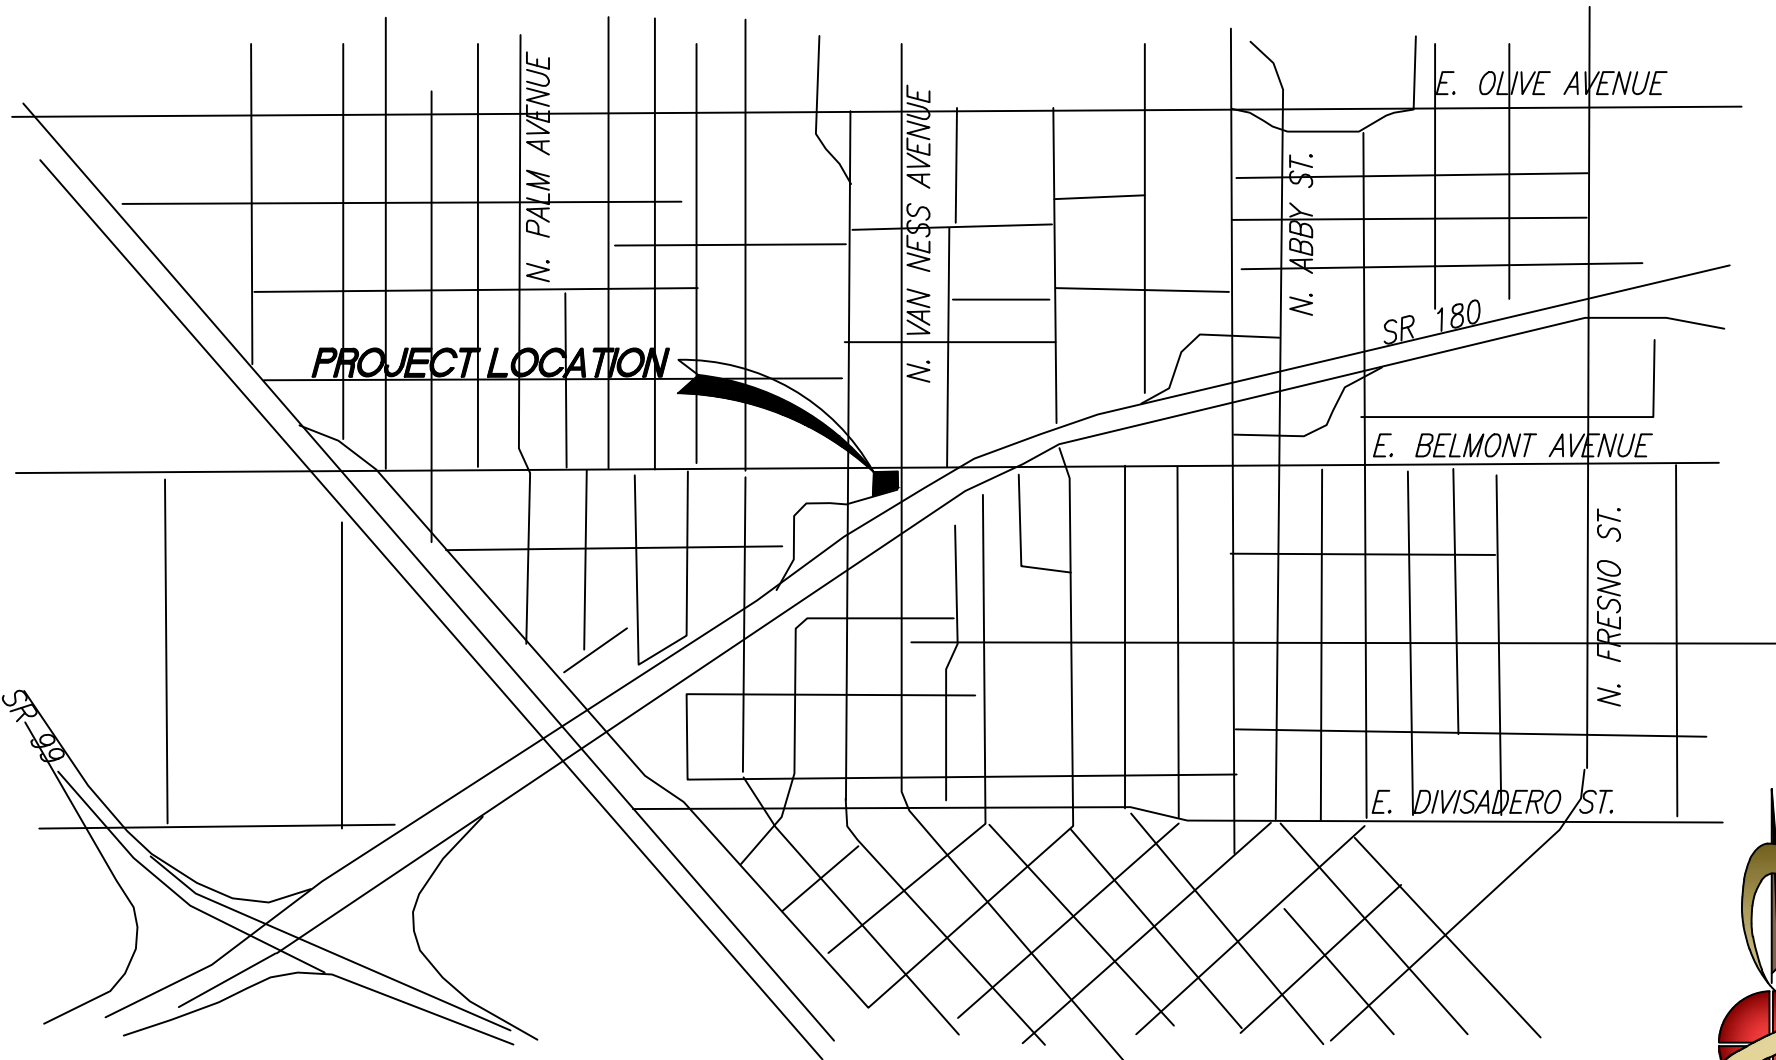 E. OLIVE AVENUE
N. PALM AVENUE
N. VAN NESS AVENUE
N. ABBY ST.
SR 180
PROJECT LOCATION
E. BELMONT AVENUE
N. FRESNO ST.
SR 99
E. DIVISADERO ST.